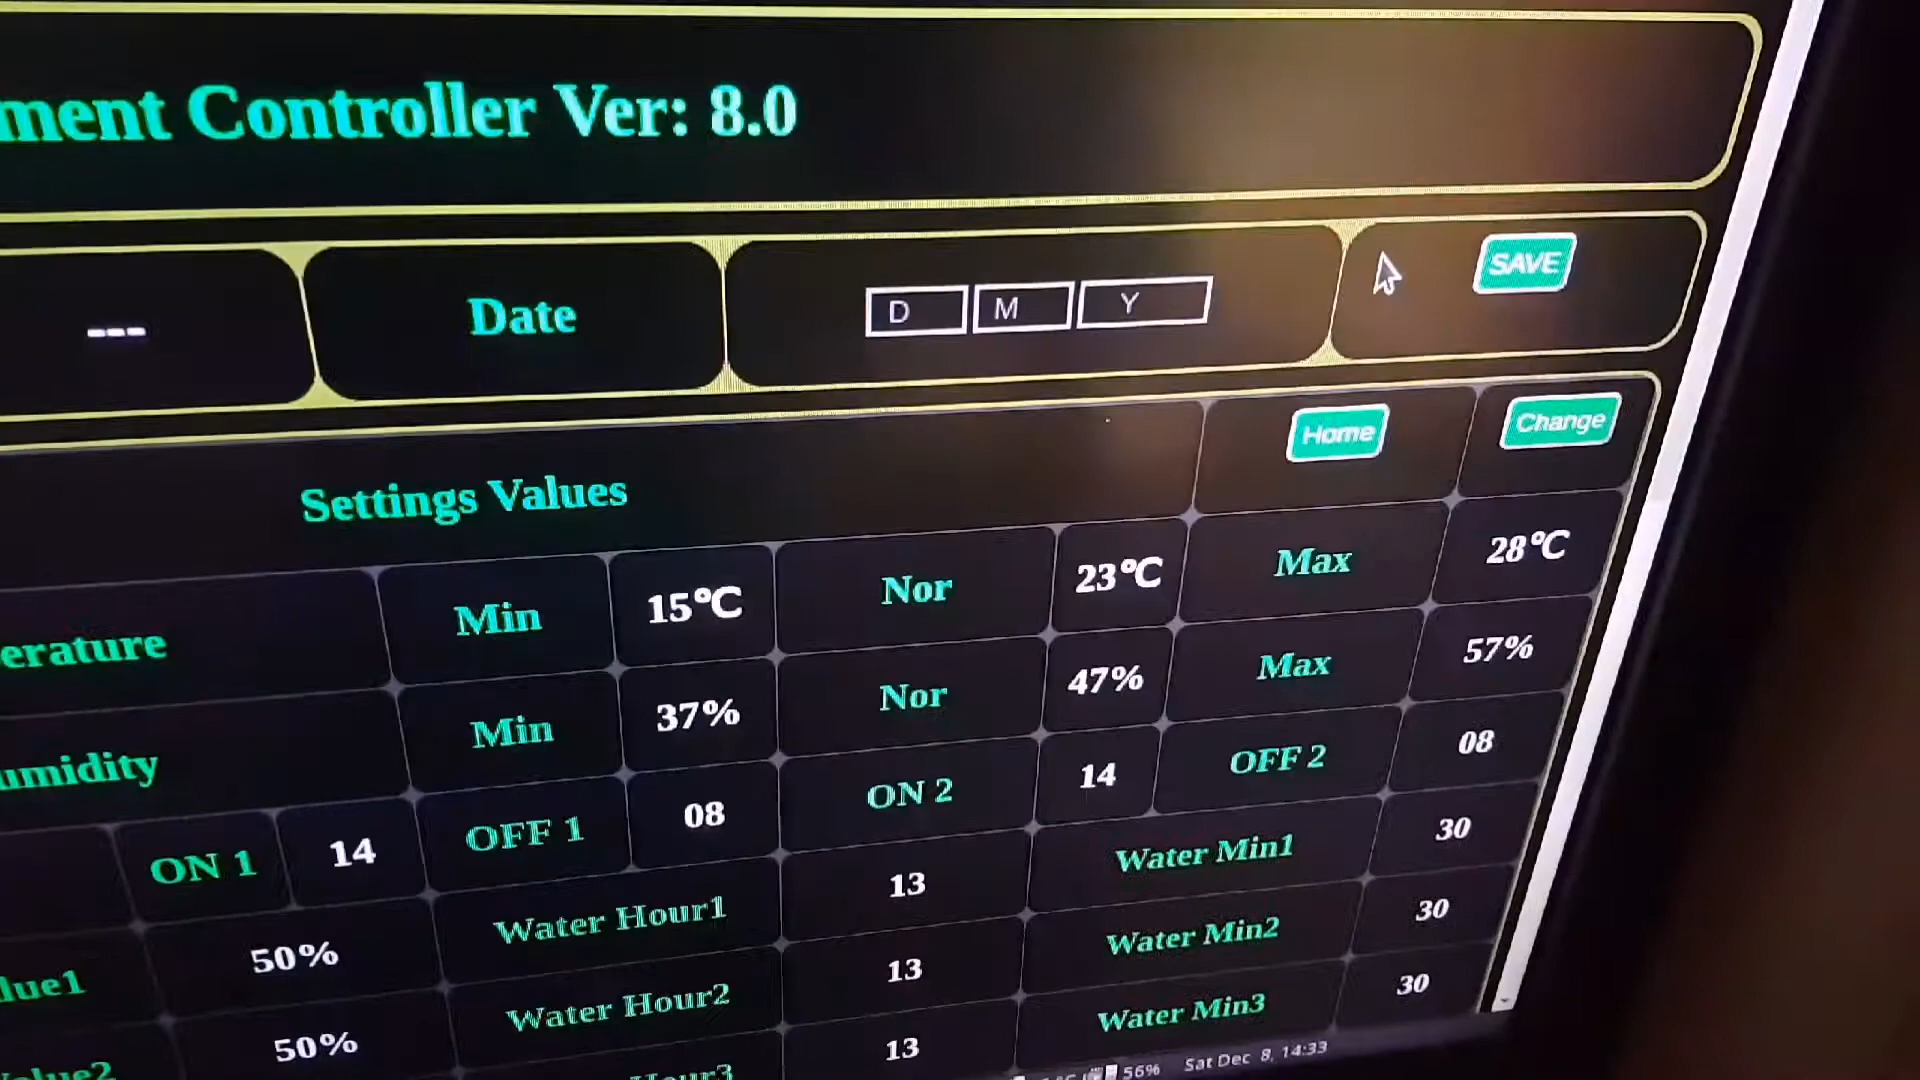 ment Controller Ver: 8.0
--- Date D M Y SAVE
Settings Values Home Change
erature Min 15°C Nor 23°C Max 28°C
umidity Min 37% Nor 47% Max 57%
ON 1 14 OFF 1 08 ON 2 14 OFF 2 08
lue1 50% Water Hour1 13 Water Min1 30
alue2 50% Water Hour2 13 Water Min2 30
Hour3 13 Water Min3 30
56% Sat Dec 8, 14:33